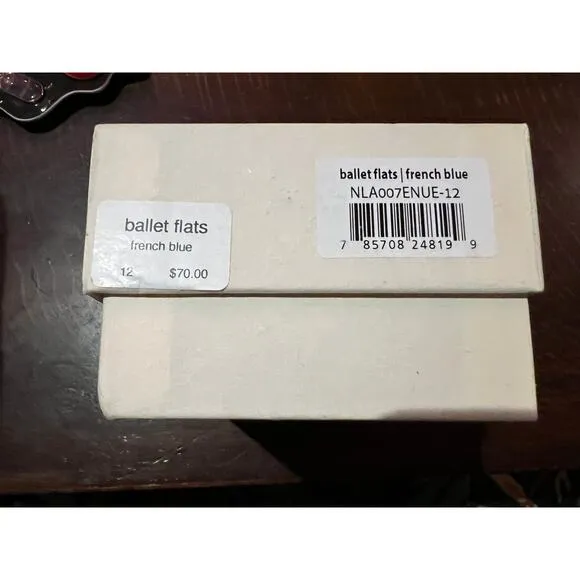 ballet flats | french blue
NLA007ENUE-12
7 85708 24819 9
ballet flats
french blue
12 $70.00